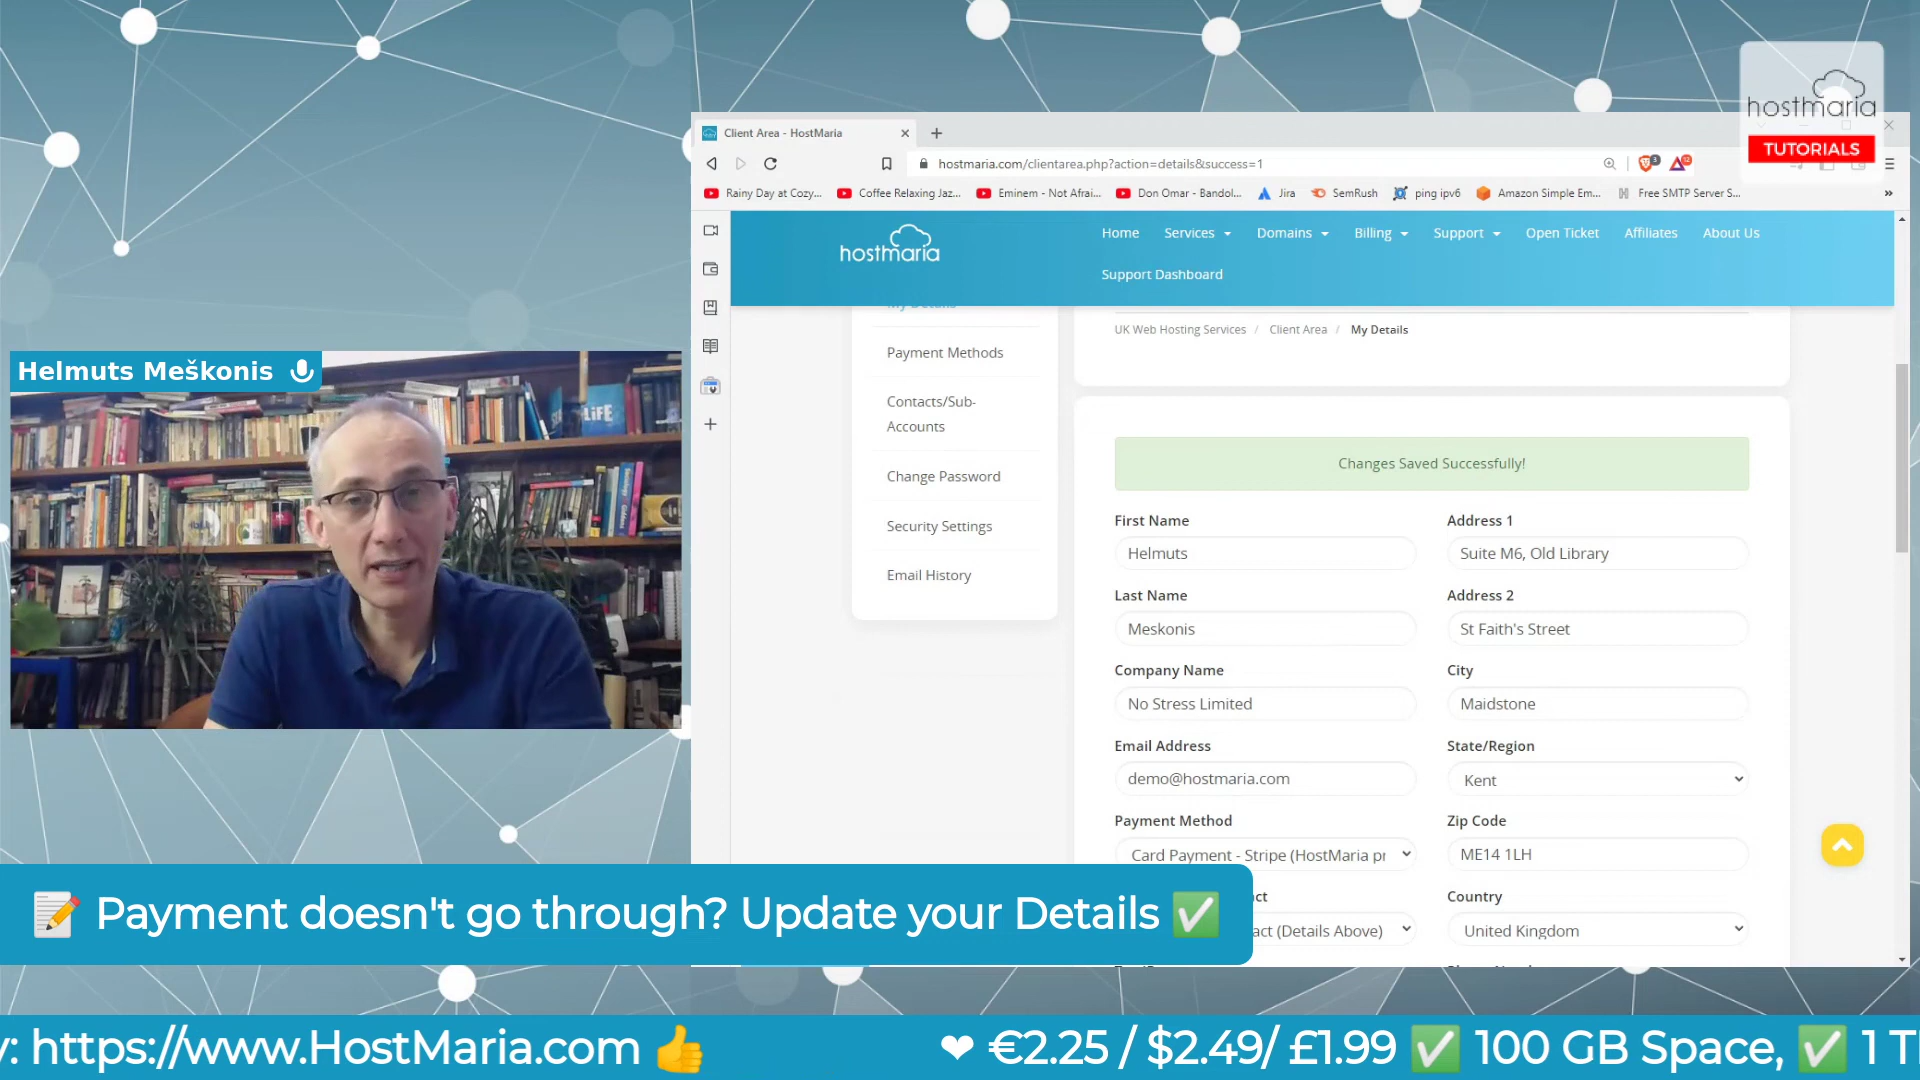 hostmaria
TUTORIALS
Client Area - HostMaria
hostmaria.com/clientarea.php?action=details&success=1
3
12
Rainy Day at Cozy...
Coffee Relaxing Jaz...
Eminem - Not Afrai...
Don Omar - Bandol...
Jira
SemRush
ping ipv6
Amazon Simple Em...
Free SMTP Server S...
hostmaria
Home
Services
Domains
Billing
Support
Open Ticket
Affiliates
About Us
Support Dashboard
My Details
Payment Methods
Contacts/Sub-
Accounts
Change Password
Security Settings
Email History
UK Web Hosting Services / Client Area / My Details
Changes Saved Successfully!
First Name
Helmuts
Last Name
Meskonis
Company Name
No Stress Limited
Email Address
demo@hostmaria.com
Payment Method
Card Payment - Stripe (HostMaria pr
act (Details Above)
Address 1
Suite M6, Old Library
Address 2
St Faith's Street
City
Maidstone
State/Region
Kent
Zip Code
ME14 1LH
Country
United Kingdom
Helmuts Meškonis
LiFE
📝 Payment doesn't go through? Update your Details ✅
y: https://www.HostMaria.com 👍 ❤ €2.25 / $2.49/ £1.99 ✅ 100 GB Space, ✅ 1 T